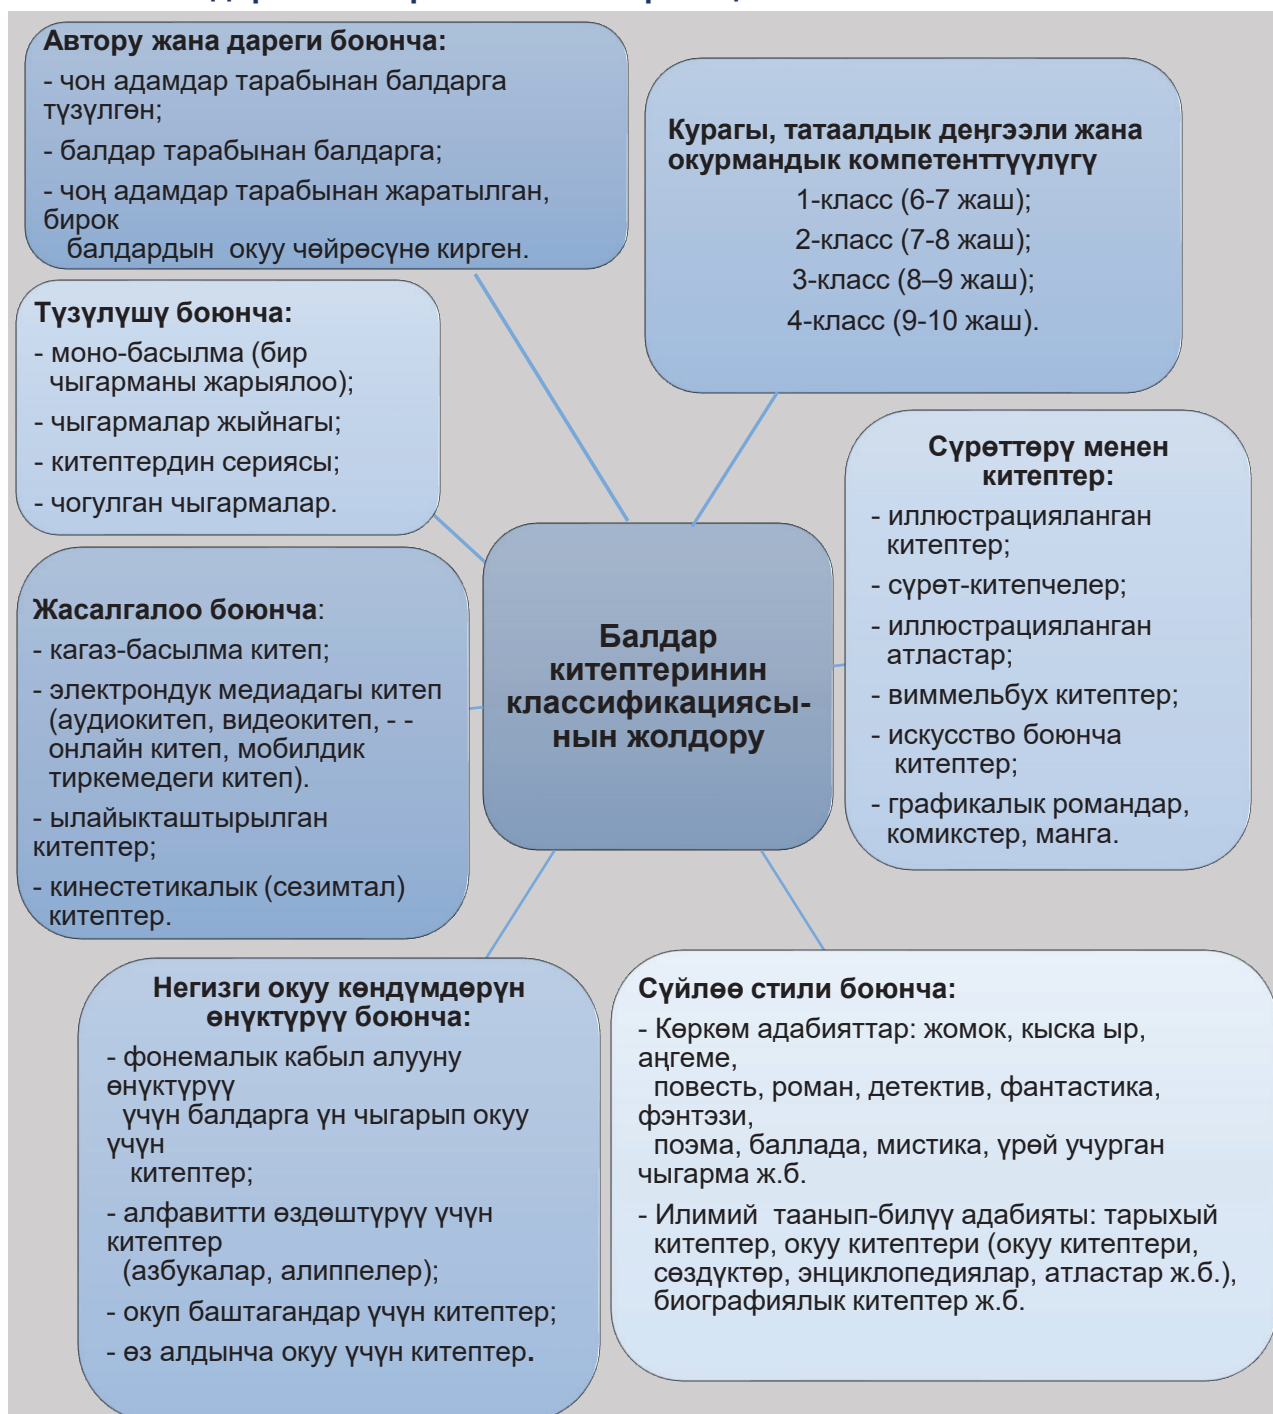 Автору жана дареги боюнча:
- чон адамдар тарабынан балдарга
түзүлгөн;
- балдар тарабынан балдарга;
- чоң адамдар тарабынан жаратылган,
бирок
балдардын окуу чөйрөсүнө кирген.
Курагы, татаалдык деңгээли жана
окурмандык компетенттүүлүгү
1-класс (6-7 жаш);
2-класс (7-8 жаш);
3-класс (8–9 жаш);
4-класс (9-10 жаш).
Түзүлүшү боюнча:
- моно-басылма (бир
чыгарманы жарыялоо);
- чыгармалар жыйнагы;
- китептердин сериясы;
- чогулган чыгармалар.
Сүрөттөрү менен
китептер:
- иллюстрацияланган
китептер;
- сүрөт-китепчелер;
- иллюстрацияланган
атластар;
- виммельбух китептер;
- искусство боюнча
китептер;
- графикалык романдар,
комикстер, манга.
Жасалгалоо боюнча:
- кагаз-басылма китеп;
- электрондук медиадагы китеп
(аудиокитеп, видеокитеп, - -
онлайн китеп, мобилдик
тиркемедеги китеп).
- ылайыкташтырылган
китептер;
- кинестетикалык (сезимтал)
китептер.
Балдар
китептеринин
классификациясы-
нын жолдору
Негизги окуу көндүмдөрүн
өнүктүрүү боюнча:
- фонемалык кабыл алууну
өнүктүрүү
үчүн балдарга үн чыгарып окуу
үчүн
китептер;
- алфавитти өздөштүрүү үчүн
китептер
(азбукалар, алиппелер);
- окуп баштагандар үчүн китептер;
- өз алдынча окуу үчүн китептер.
Сүйлөө стили боюнча:
- Көркөм адабияттар: жомок, кыска ыр,
аңгеме,
повесть, роман, детектив, фантастика,
фэнтэзи,
поэма, баллада, мистика, үрөй учурган
чыгарма ж.б.
- Илимий таанып-билүү адабияты: тарыхый
китептер, окуу китептери (окуу китептери,
сөздүктөр, энциклопедиялар, атластар ж.б.),
биографиялык китептер ж.б.